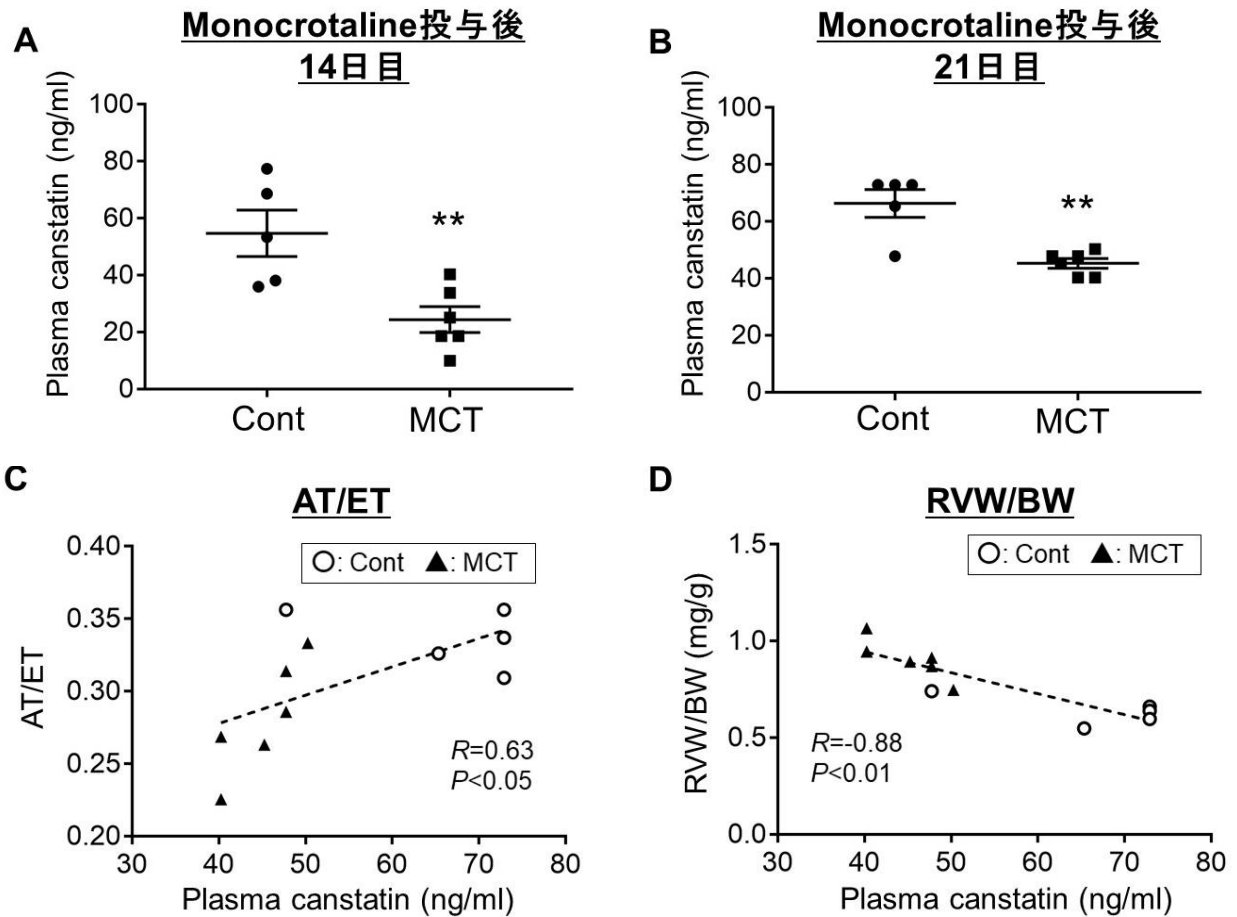 A
Monocrotaline投与後
14日目
Plasma canstatin (ng/ml)
100
80
60
40
20
0
**
Cont
MCT
B
Monocrotaline投与後
21日目
Plasma canstatin (ng/ml)
100
80
60
40
20
0
**
Cont
MCT
C
AT/ET
○: Cont ▲: MCT
AT/ET
0.40
0.35
0.30
0.25
0.20
R=0.63
P<0.05
30 40 50 60 70 80
Plasma canstatin (ng/ml)
D
RVW/BW
○: Cont ▲: MCT
RVW/BW (mg/g)
1.5
1.0
0.5
0.0
R=-0.88
P<0.01
30 40 50 60 70 80
Plasma canstatin (ng/ml)